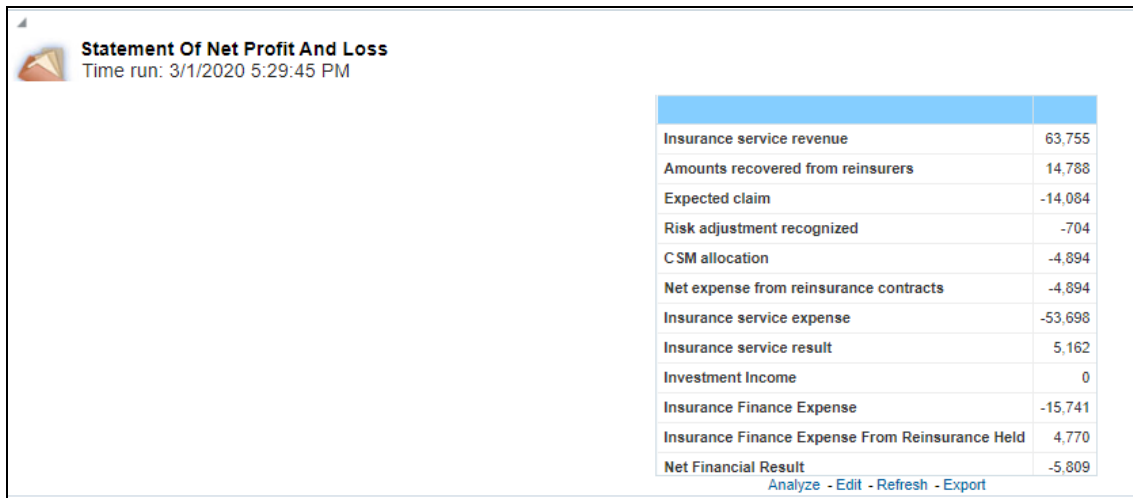 Statement Of Net Profit And Loss
Time run: 3/1/2020 5:29:45 PM
Insurance service revenue 63,755
Amounts recovered from reinsurers 14,788
Expected claim -14,084
Risk adjustment recognized -704
CSM allocation -4,894
Net expense from reinsurance contracts -4,894
Insurance service expense -53,698
Insurance service result 5,162
Investment Income 0
Insurance Finance Expense -15,741
Insurance Finance Expense From Reinsurance Held 4,770
Net Financial Result -5,809
Analyze - Edit - Refresh - Export